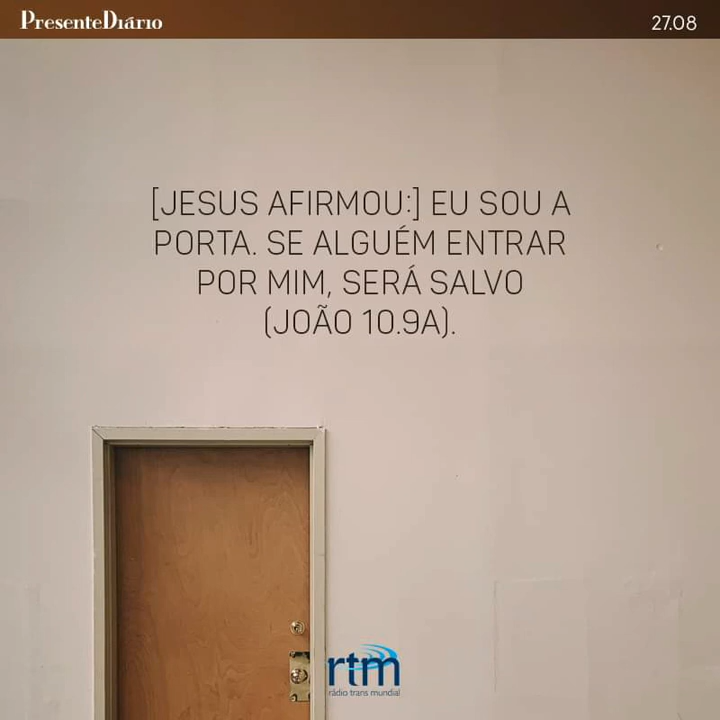 PresenteDiário
27.08
[JESUS AFIRMOU:] EU SOU A
PORTA. SE ALGUÉM ENTRAR
POR MIM, SERÁ SALVO
(JOÃO 10.9A).
rtm
rádio trans mundial